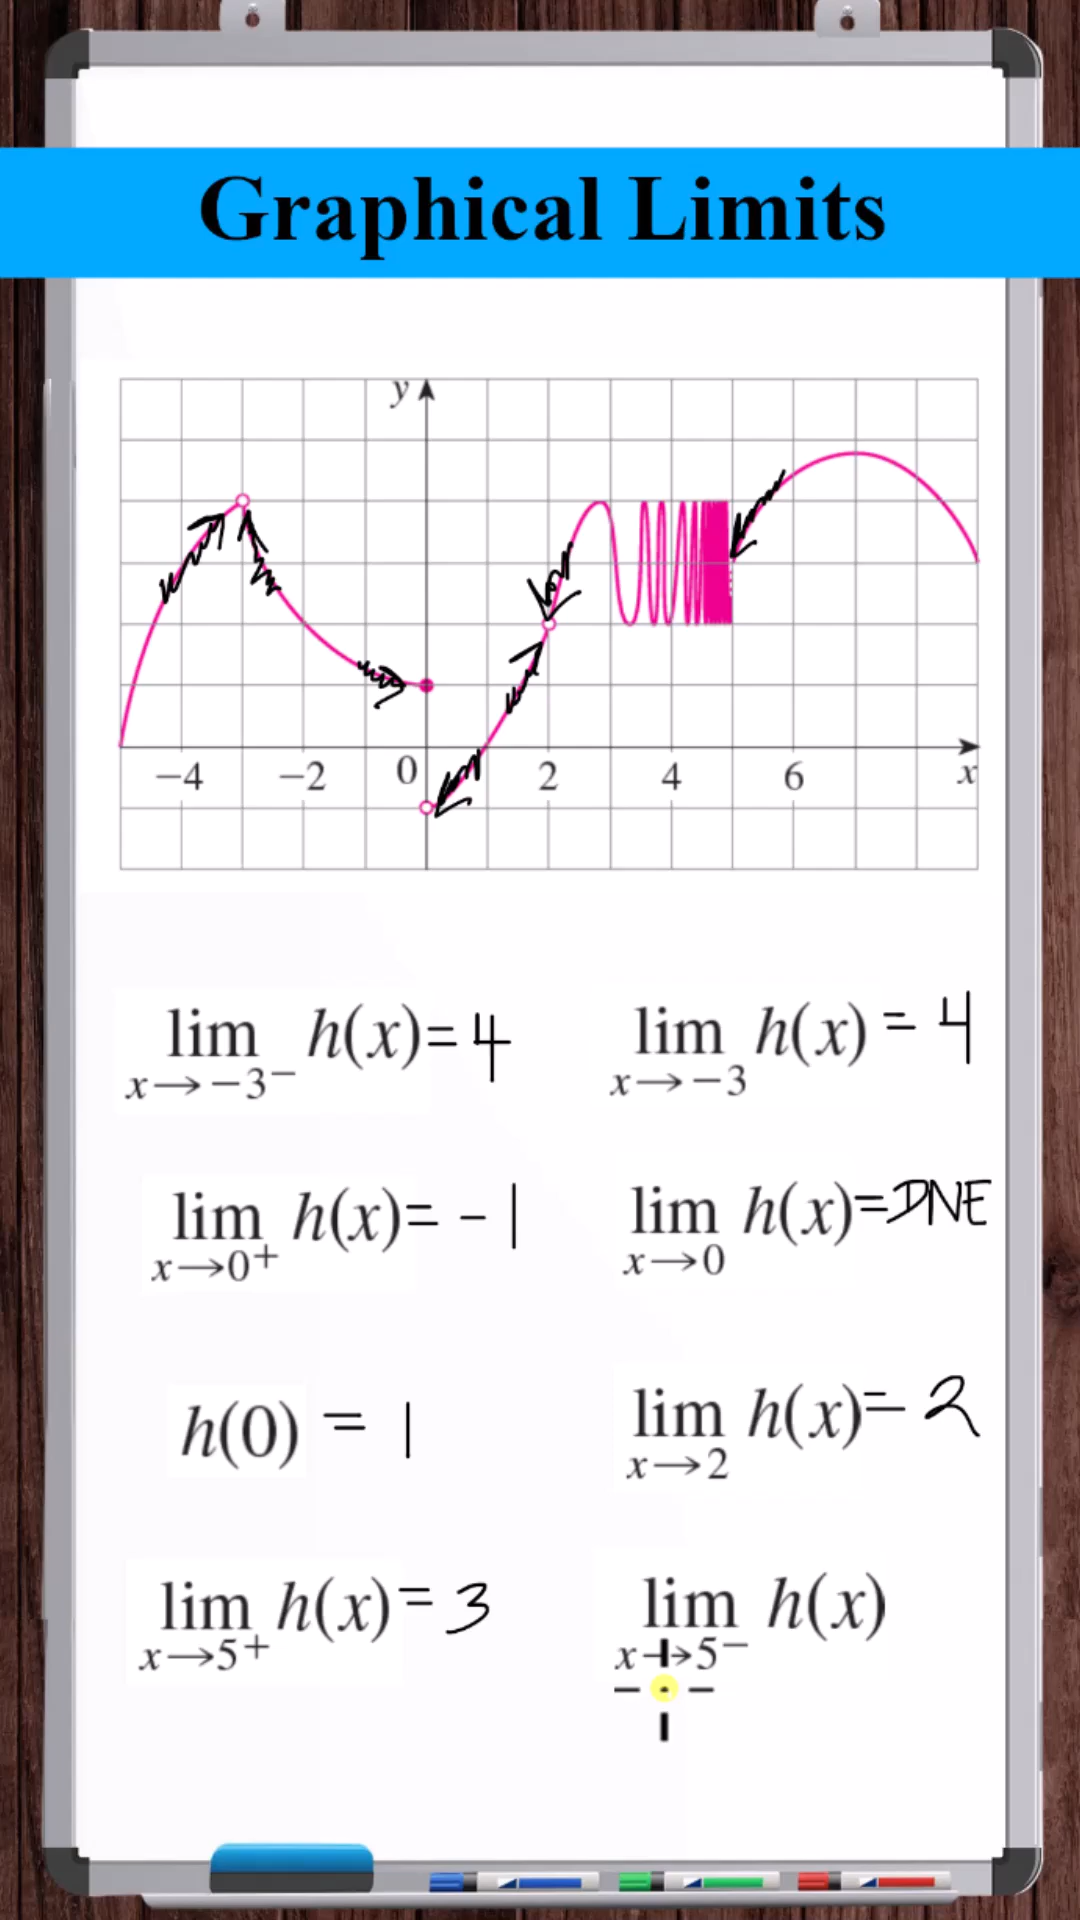 Graphical Limits
y
−4 −2 0 2 4 6 x
lim x→−3⁻ h(x) = 4
lim x→−3 h(x) = 4
lim x→0⁺ h(x) = -1
lim x→0 h(x) = DNE
h(0) = 1
lim x→2 h(x) = 2
lim x→5⁺ h(x) = 3
lim x→5⁻ h(x)